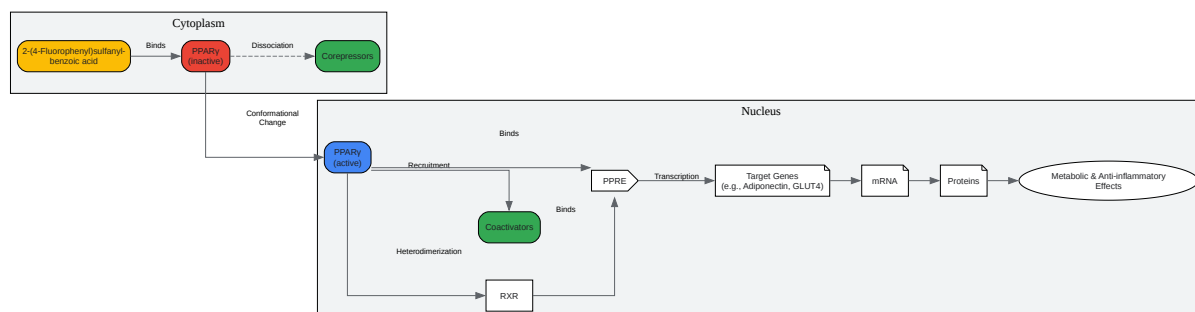 Cytoplasm
2-(4-Fluorophenyl)sulfanyl-
benzoic acid
Binds
PPARγ
(inactive)
Dissociation
Corepressors
Conformational
Change
Nucleus
PPARγ
(active)
Binds
Recruitment
PPRE
Transcription
Target Genes
(e.g., Adiponectin, GLUT4)
mRNA
Proteins
Metabolic & Anti-inflammatory
Effects
Binds
Coactivators
Heterodimerization
RXR